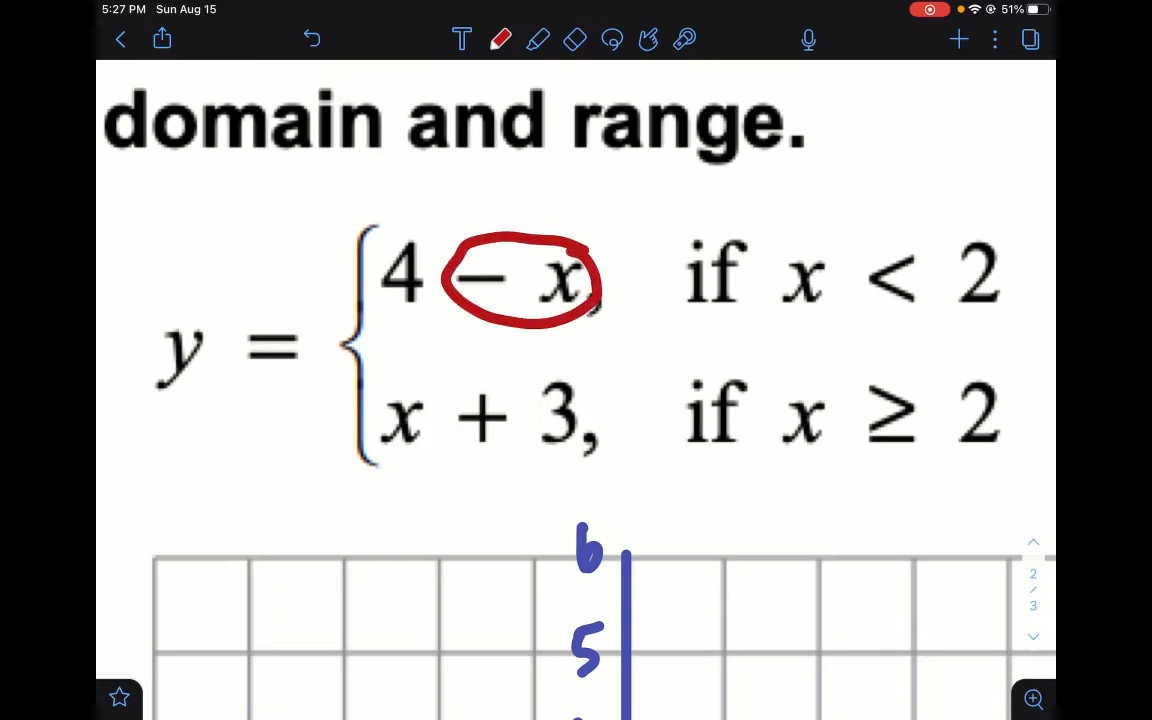 5:27 PM Sun Aug 15 51%
domain and range.
4 − x, if x < 2
y =
x + 3, if x ≥ 2
6
5
2
/
3